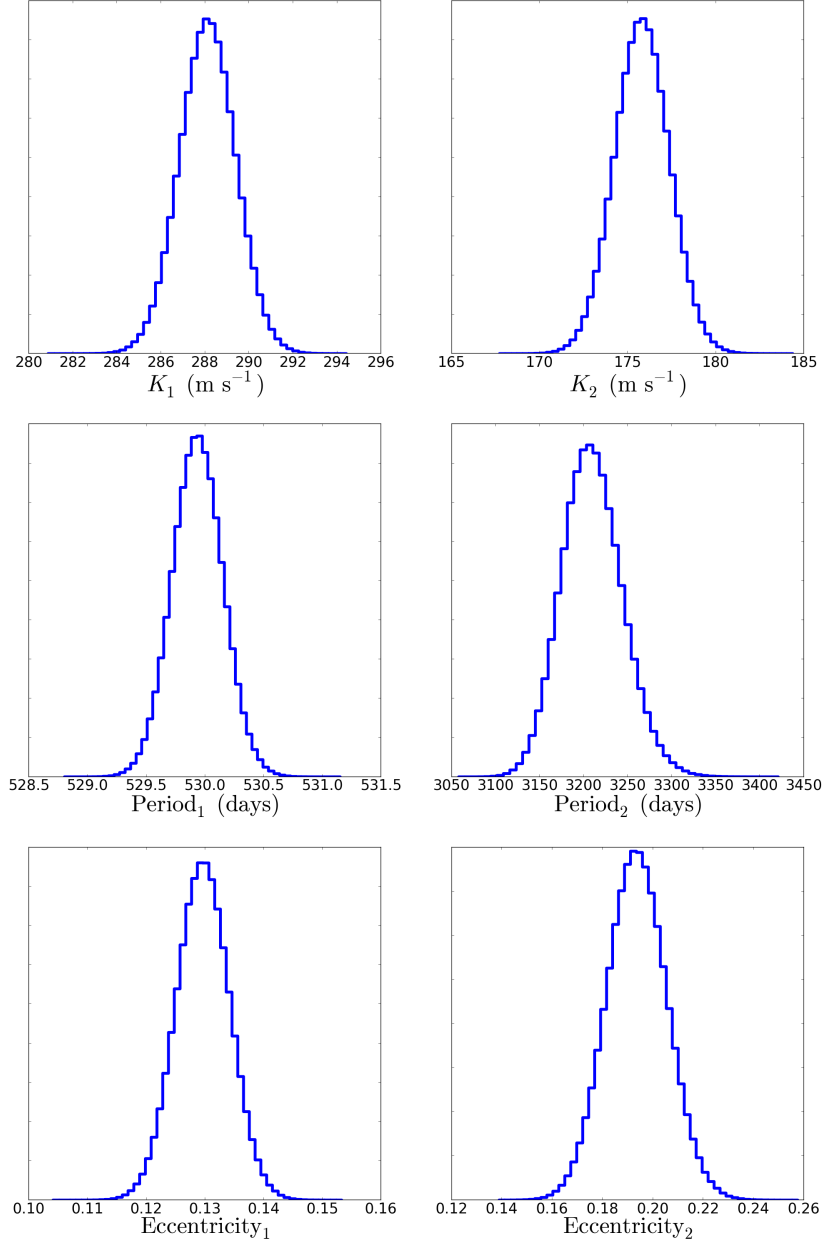 280 282 284 286 288 290 292 294 296
K₁ (m s⁻¹)
165 170 175 180 185
K₂ (m s⁻¹)
528.5 529.0 529.5 530.0 530.5 531.0 531.5
Period₁ (days)
3050 3100 3150 3200 3250 3300 3350 3400 3450
Period₂ (days)
0.10 0.11 0.12 0.13 0.14 0.15 0.16
Eccentricity₁
0.12 0.14 0.16 0.18 0.20 0.22 0.24 0.26
Eccentricity₂